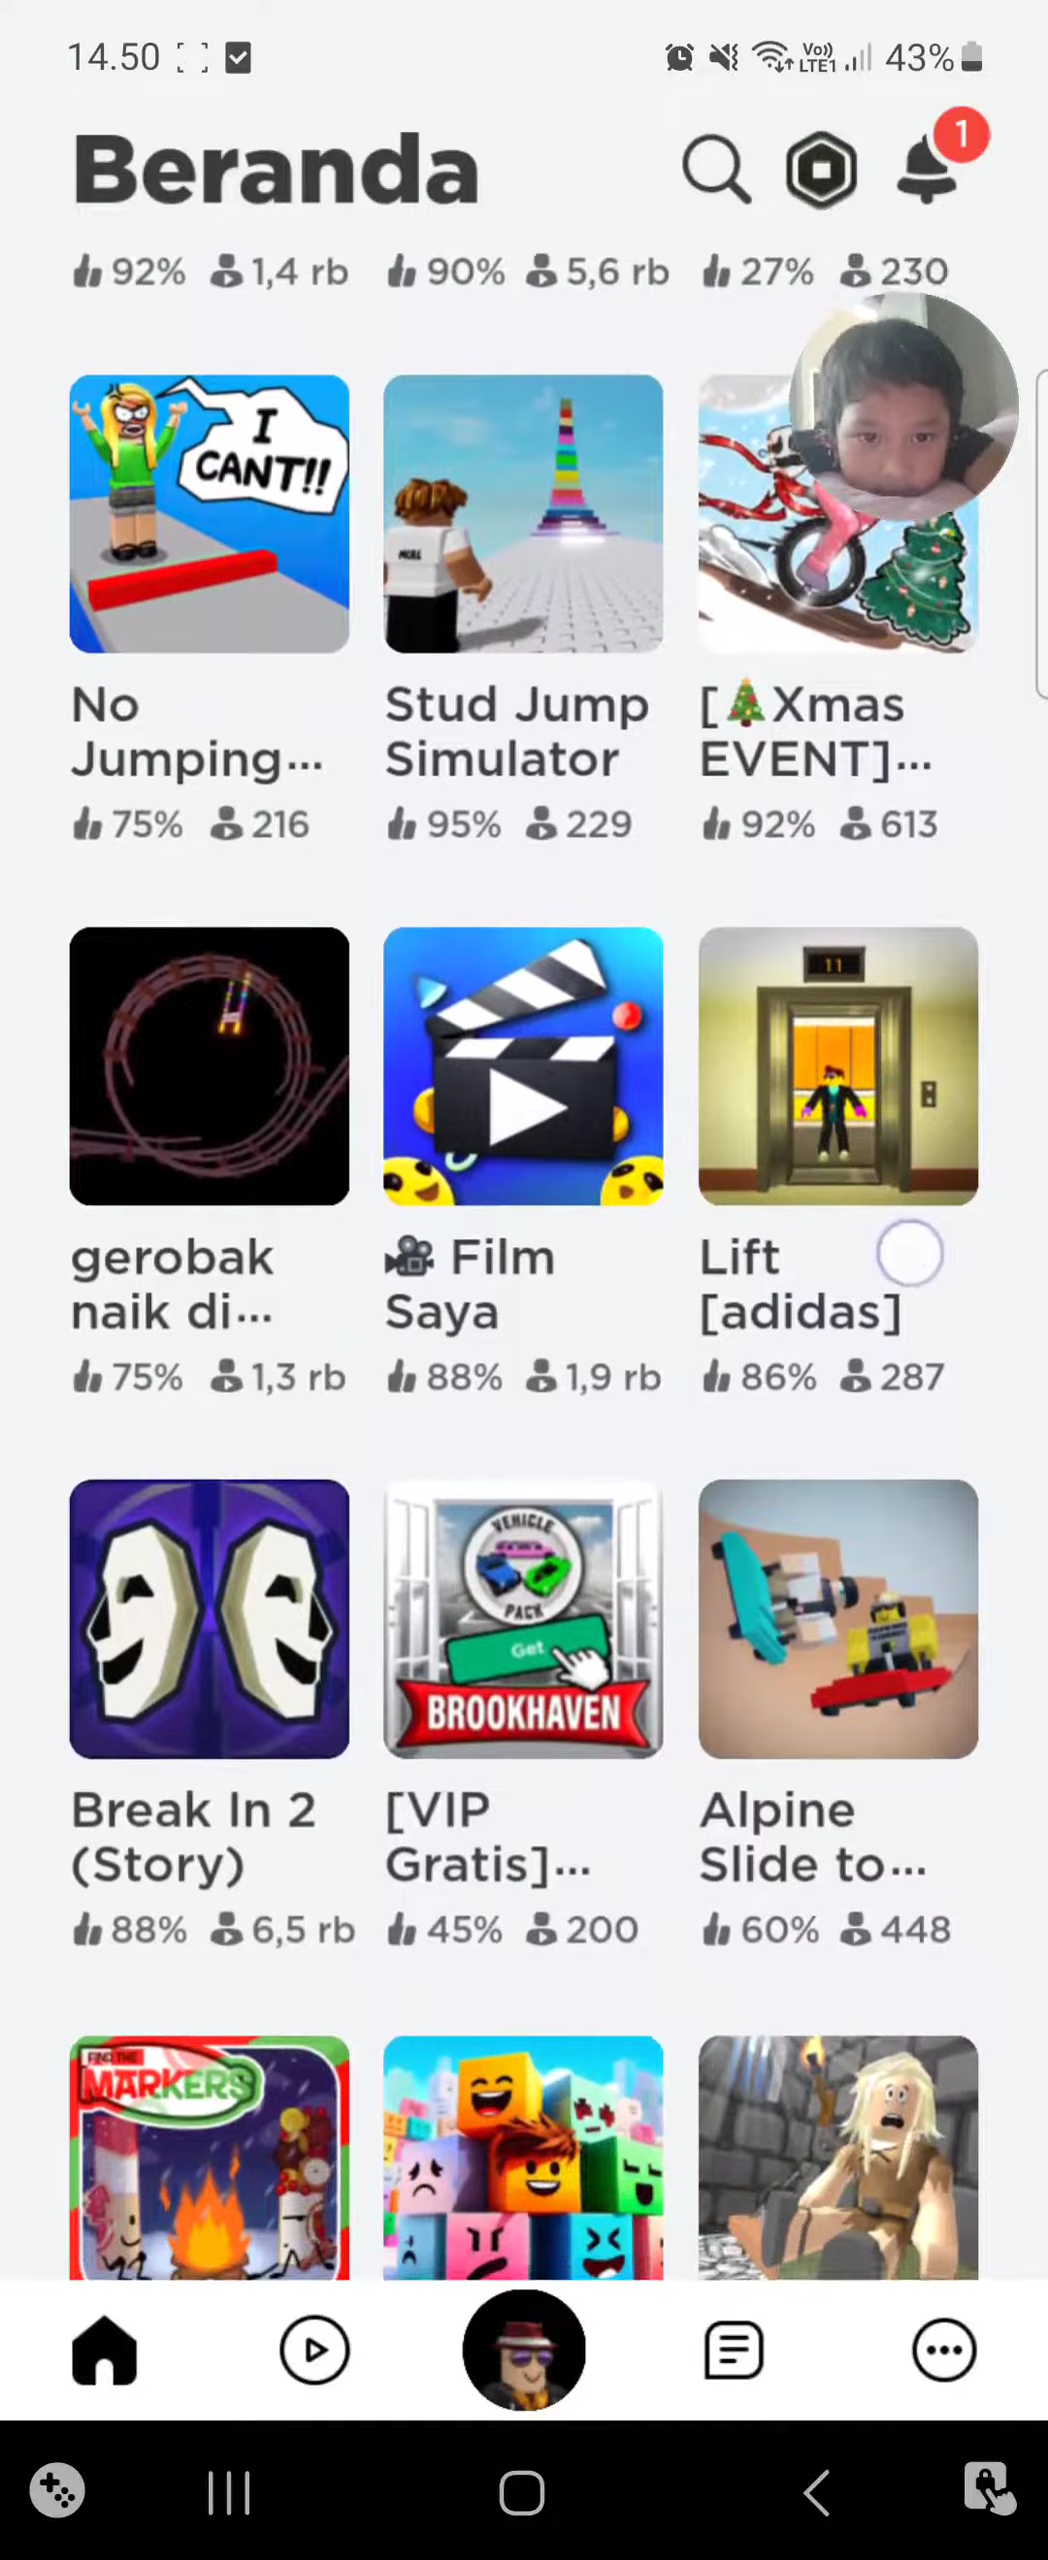 14.50 Vo)) LTE1 43%
Beranda 1
92% 1,4 rb 90% 5,6 rb 27% 230
I CANT!!
MORE
No Jumping...
Stud Jump Simulator
[🎄Xmas EVENT]...
75% 216 95% 229 92% 613
11
gerobak naik di...
🎥 Film Saya
Lift [adidas]
75% 1,3 rb 88% 1,9 rb 86% 287
VEHICLE
PACK
Get
BROOKHAVEN
Break In 2 (Story)
[VIP Gratis]...
Alpine Slide to...
88% 6,5 rb 45% 200 60% 448
FIND THE
MARKERS